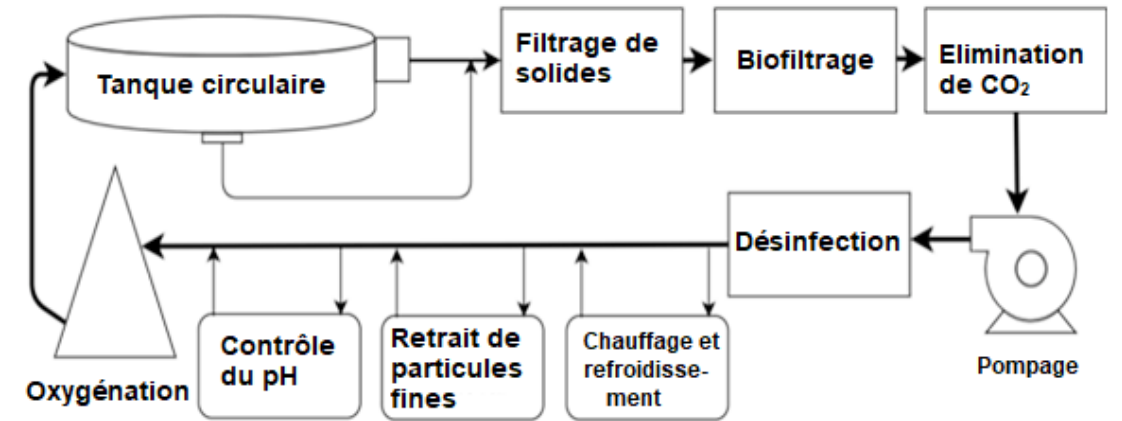 Tanque circulaire
Filtrage de
solides
Biofiltrage
Elimination
de CO₂
Désinfection
Pompage
Oxygénation
Contrôle
du pH
Retrait de
particules
fines
Chauffage et
refroidisse-
ment